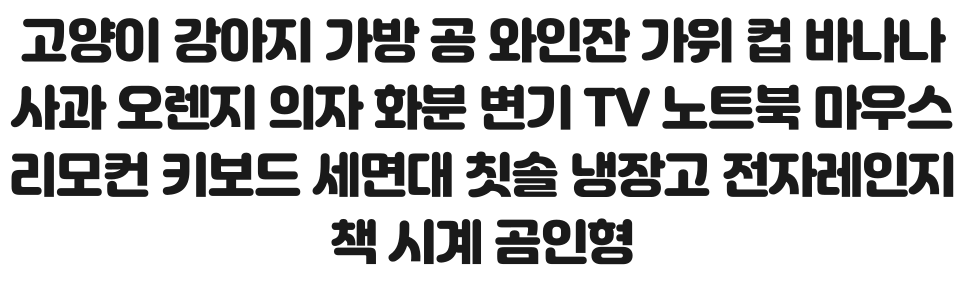 고양이 강아지 가방 공 와인잔 가위 컵 바나나
사과 오렌지 의자 화분 변기 TV 노트북 마우스
리모컨 키보드 세면대 칫솔 냉장고 전자레인지
책 시계 곰인형